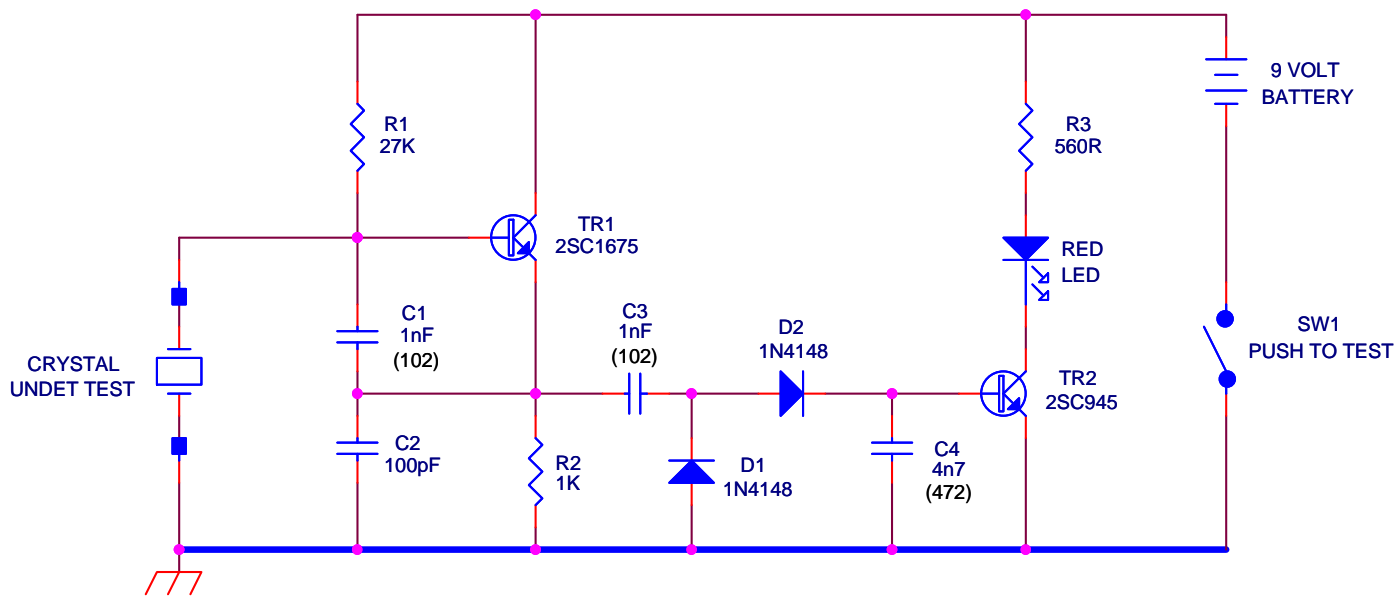 9 VOLT
BATTERY
R1
27K
R3
560R
TR1
2SC1675
RED
LED
C1
1nF
(102)
C3
1nF
(102)
D2
1N4148
SW1
PUSH TO TEST
CRYSTAL
UNDET TEST
TR2
2SC945
C2
100pF
R2
1K
D1
1N4148
C4
4n7
(472)